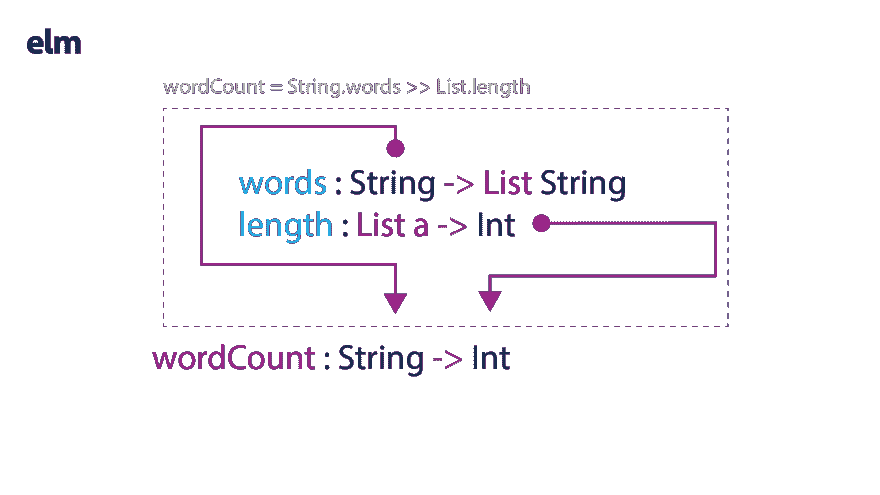 elm
wordCount = String.words >> List.length
words : String -> List String
length : List a -> Int
wordCount : String -> Int